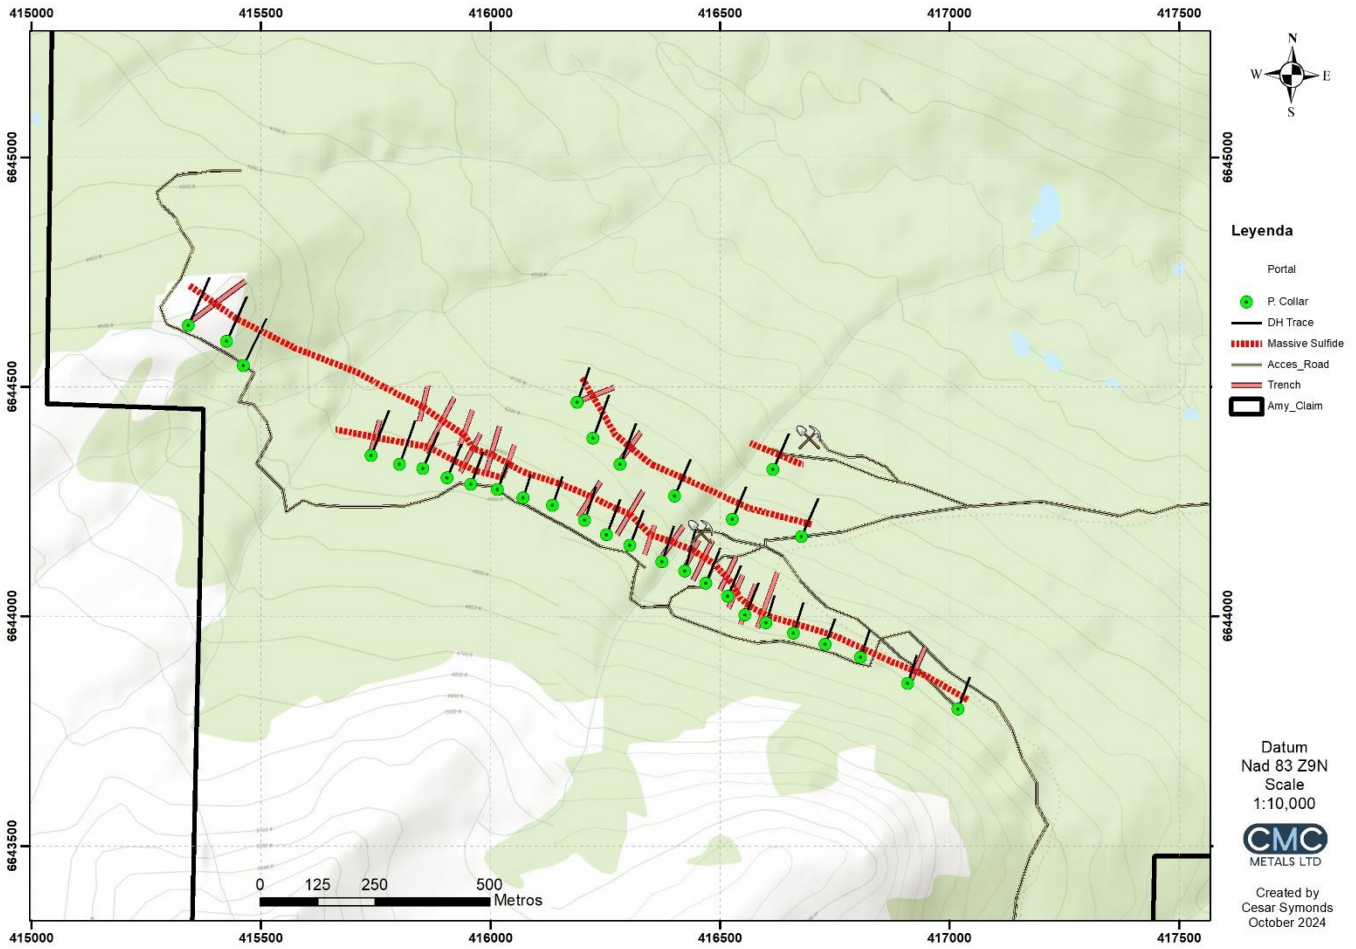 415000 415500 416000 416500 417000 417500
N
W E
S
6645000
6645000
6644500
6644000
6644000
6643500
Leyenda
Portal
P. Collar
DH Trace
Massive Sulfide
Acces_Road
Trench
Amy_Claim
0 125 250 500
Metros
Datum
Nad 83 Z9N
Scale
1:10,000
CMC
METALS LTD
Created by
Cesar Symonds
October 2024
415000 415500 416000 416500 417000 417500